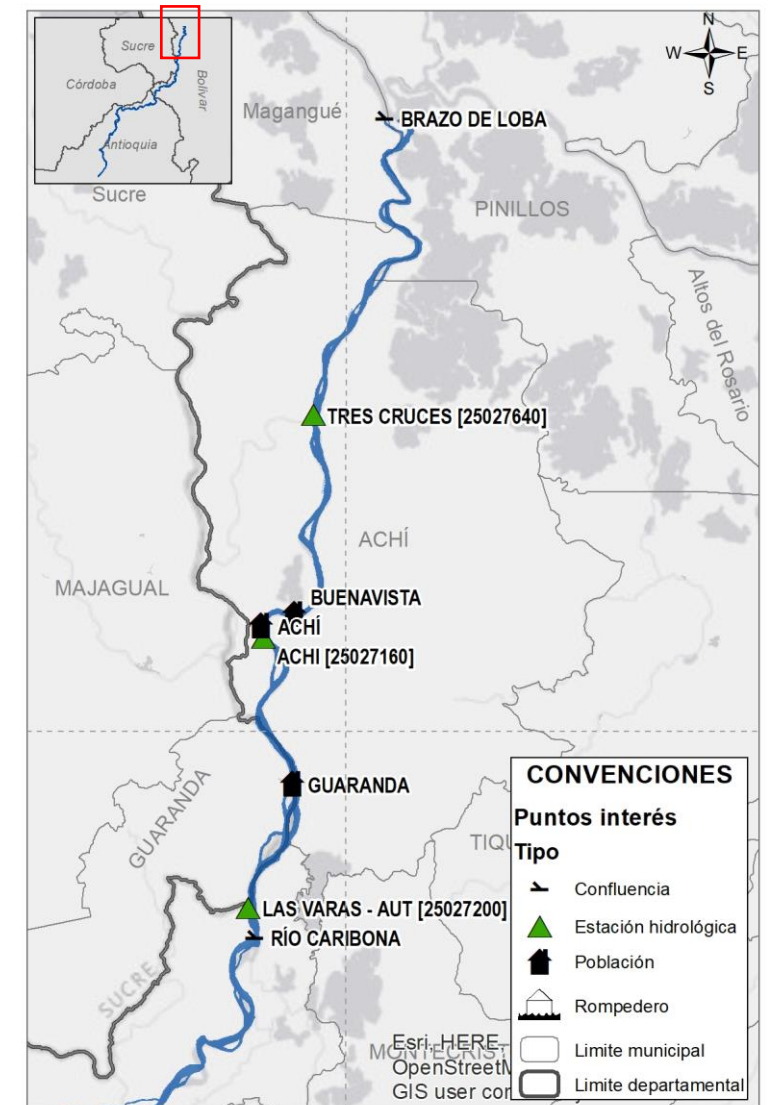 Sucre
Córdoba
Bolívar
Antioquia
N
W
E
S
Magangué
BRAZO DE LOBA
Sucre
PINILLOS
Altos del Rosario
TRES CRUCES [25027640]
ACHÍ
MAJAGUAL
BUENAVISTA
ACHÍ
ACHI [25027160]
GUARANDA
GUARANDA
TIQU
LAS VARAS - AUT [25027200]
RÍO CARIBONA
SUCRE
MONTECRIST
Esri, HERE,
OpenStreetM
GIS user co
CONVENCIONES
Puntos interés
Tipo
Confluencia
Estación hidrológica
Población
Rompedero
Limite municipal
Limite departamental